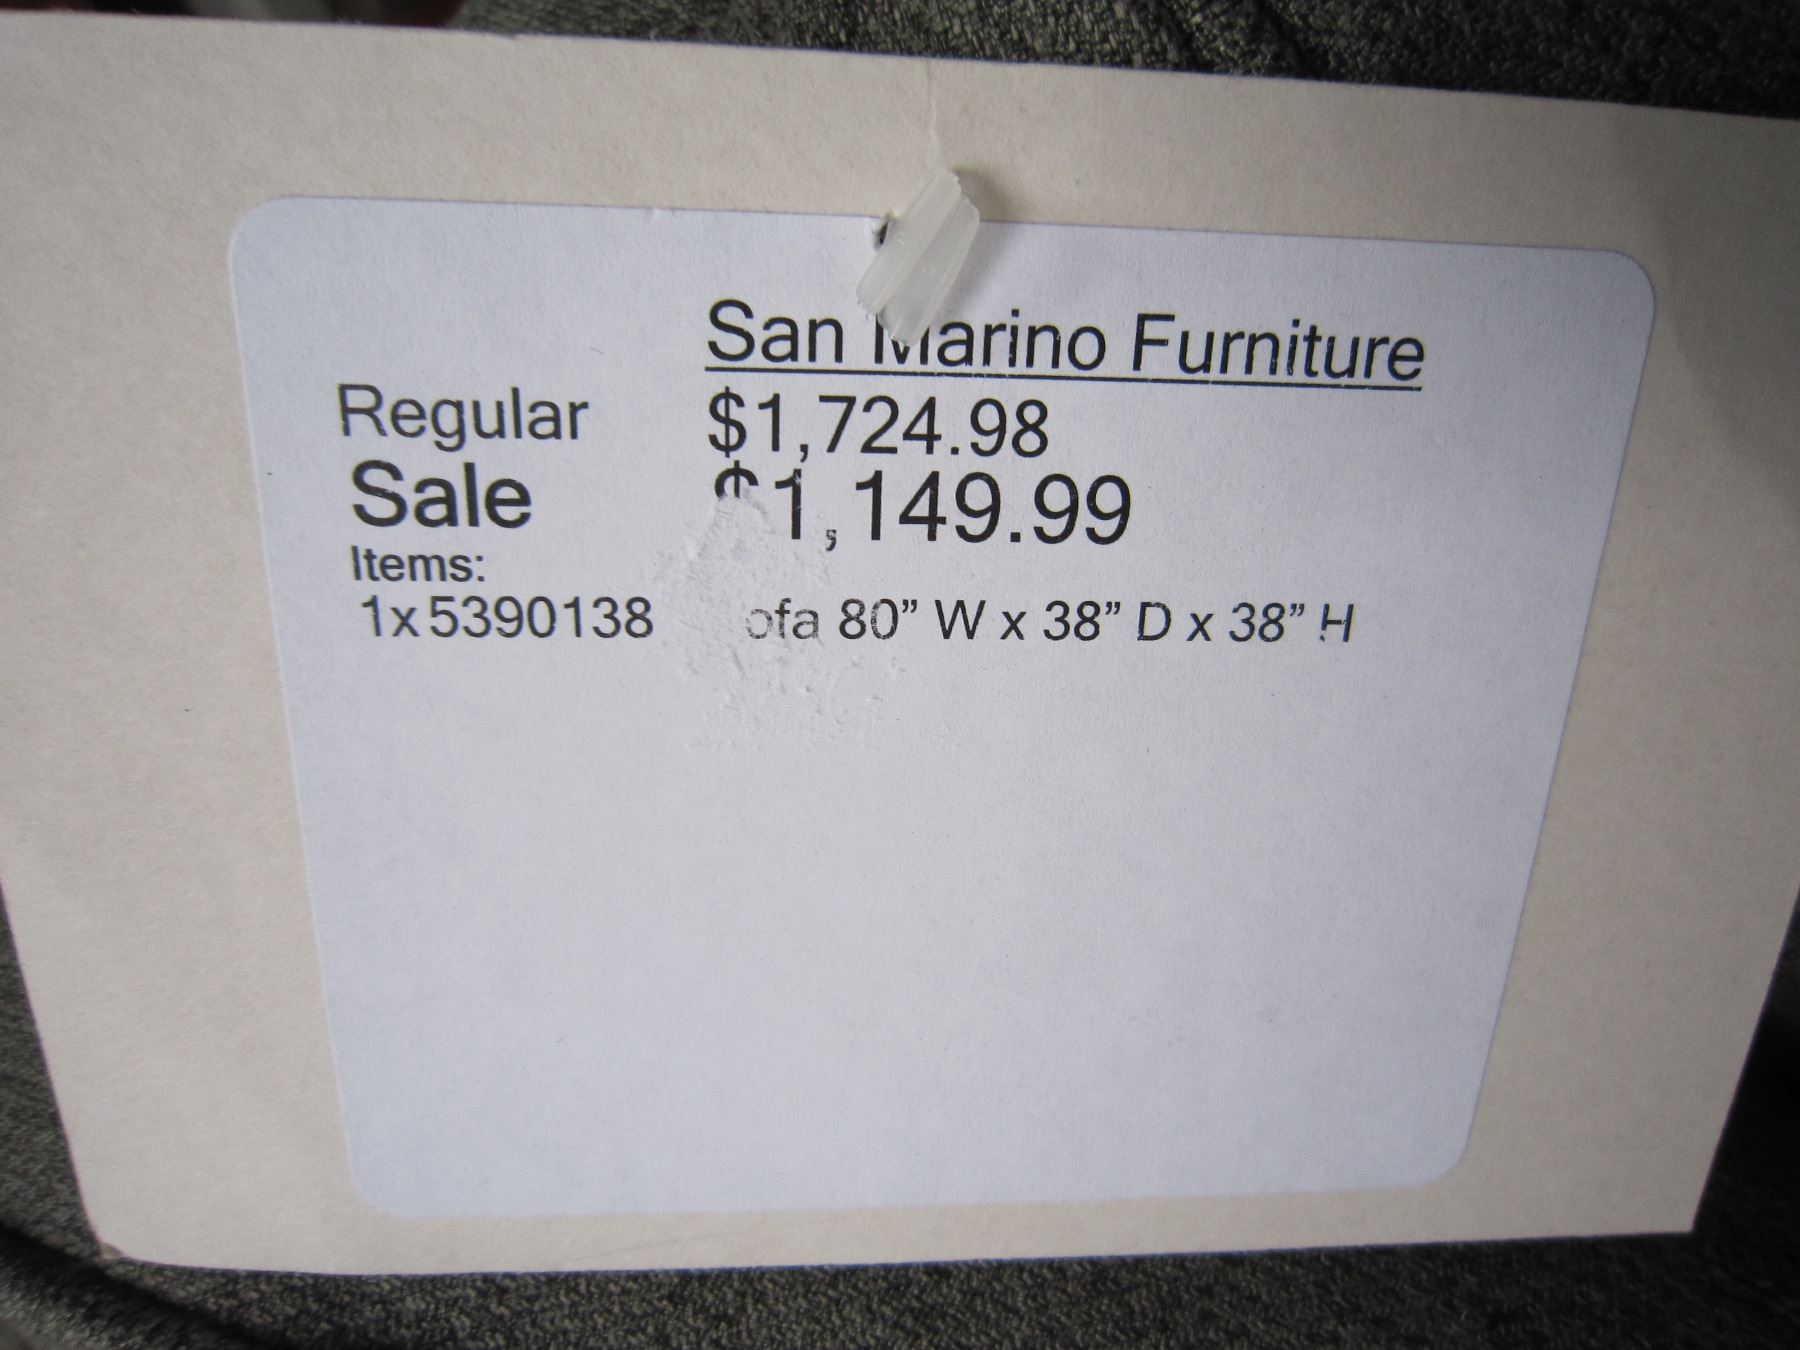 San Marino Furniture
Regular $1,724.98
Sale $1,149.99
Items:
1x 5390138 ofa 80” W x 38” D x 38” H